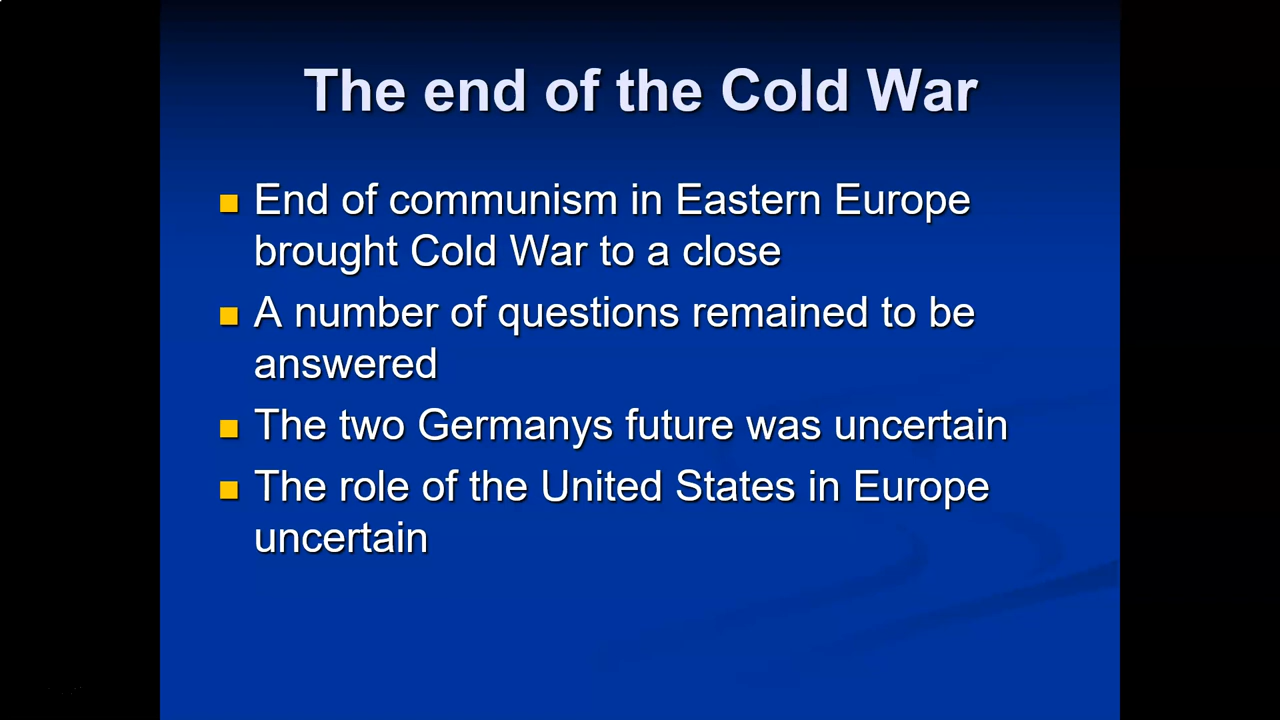 The end of the Cold War
End of communism in Eastern Europe
brought Cold War to a close
A number of questions remained to be
answered
The two Germanys future was uncertain
The role of the United States in Europe
uncertain